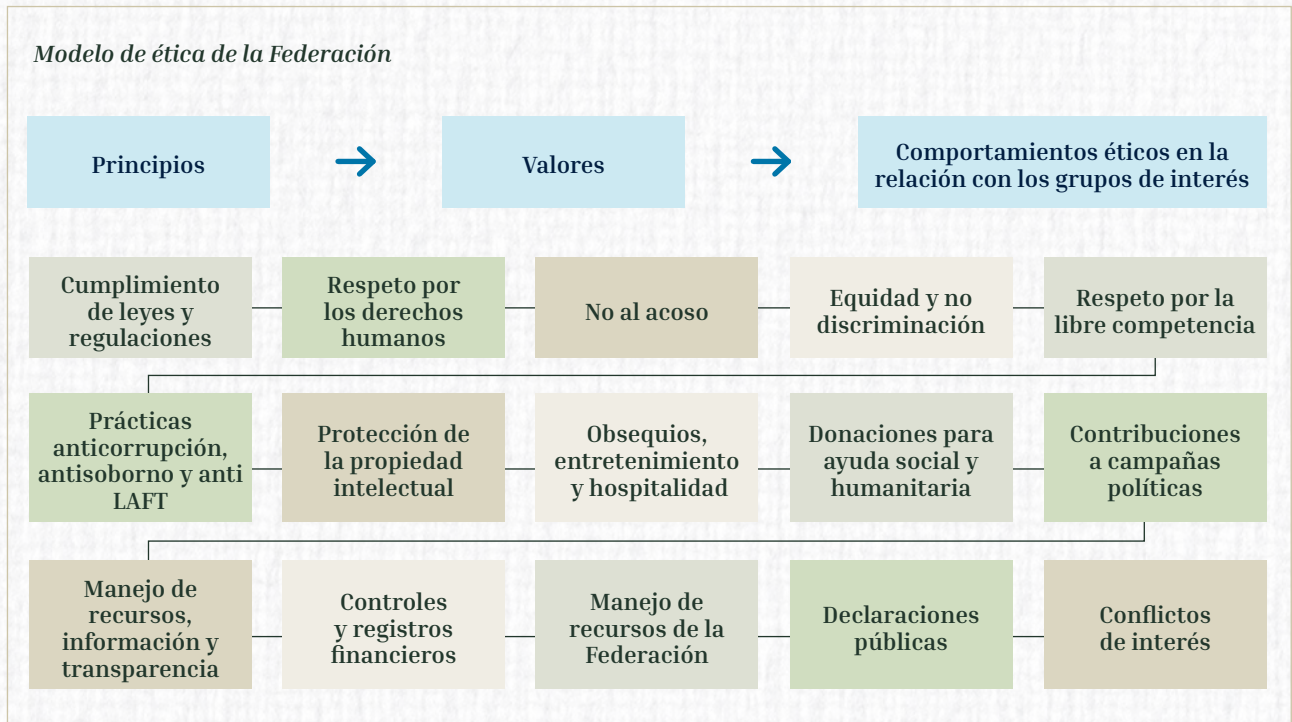 Modelo de ética de la Federación
Principios
Valores
Comportamientos éticos en la
relación con los grupos de interés
Cumplimiento
de leyes y
regulaciones
Respeto por
los derechos
humanos
No al acoso
Equidad y no
discriminación
Respeto por la
libre competencia
Prácticas
anticorrupción,
antisoborno y anti
LAFT
Protección de
la propiedad
intelectual
Obsequios,
entretenimiento
y hospitalidad
Donaciones para
ayuda social y
humanitaria
Contribuciones
a campañas
políticas
Manejo de
recursos,
información y
transparencia
Controles
y registros
financieros
Manejo de
recursos de la
Federación
Declaraciones
públicas
Conflictos
de interés